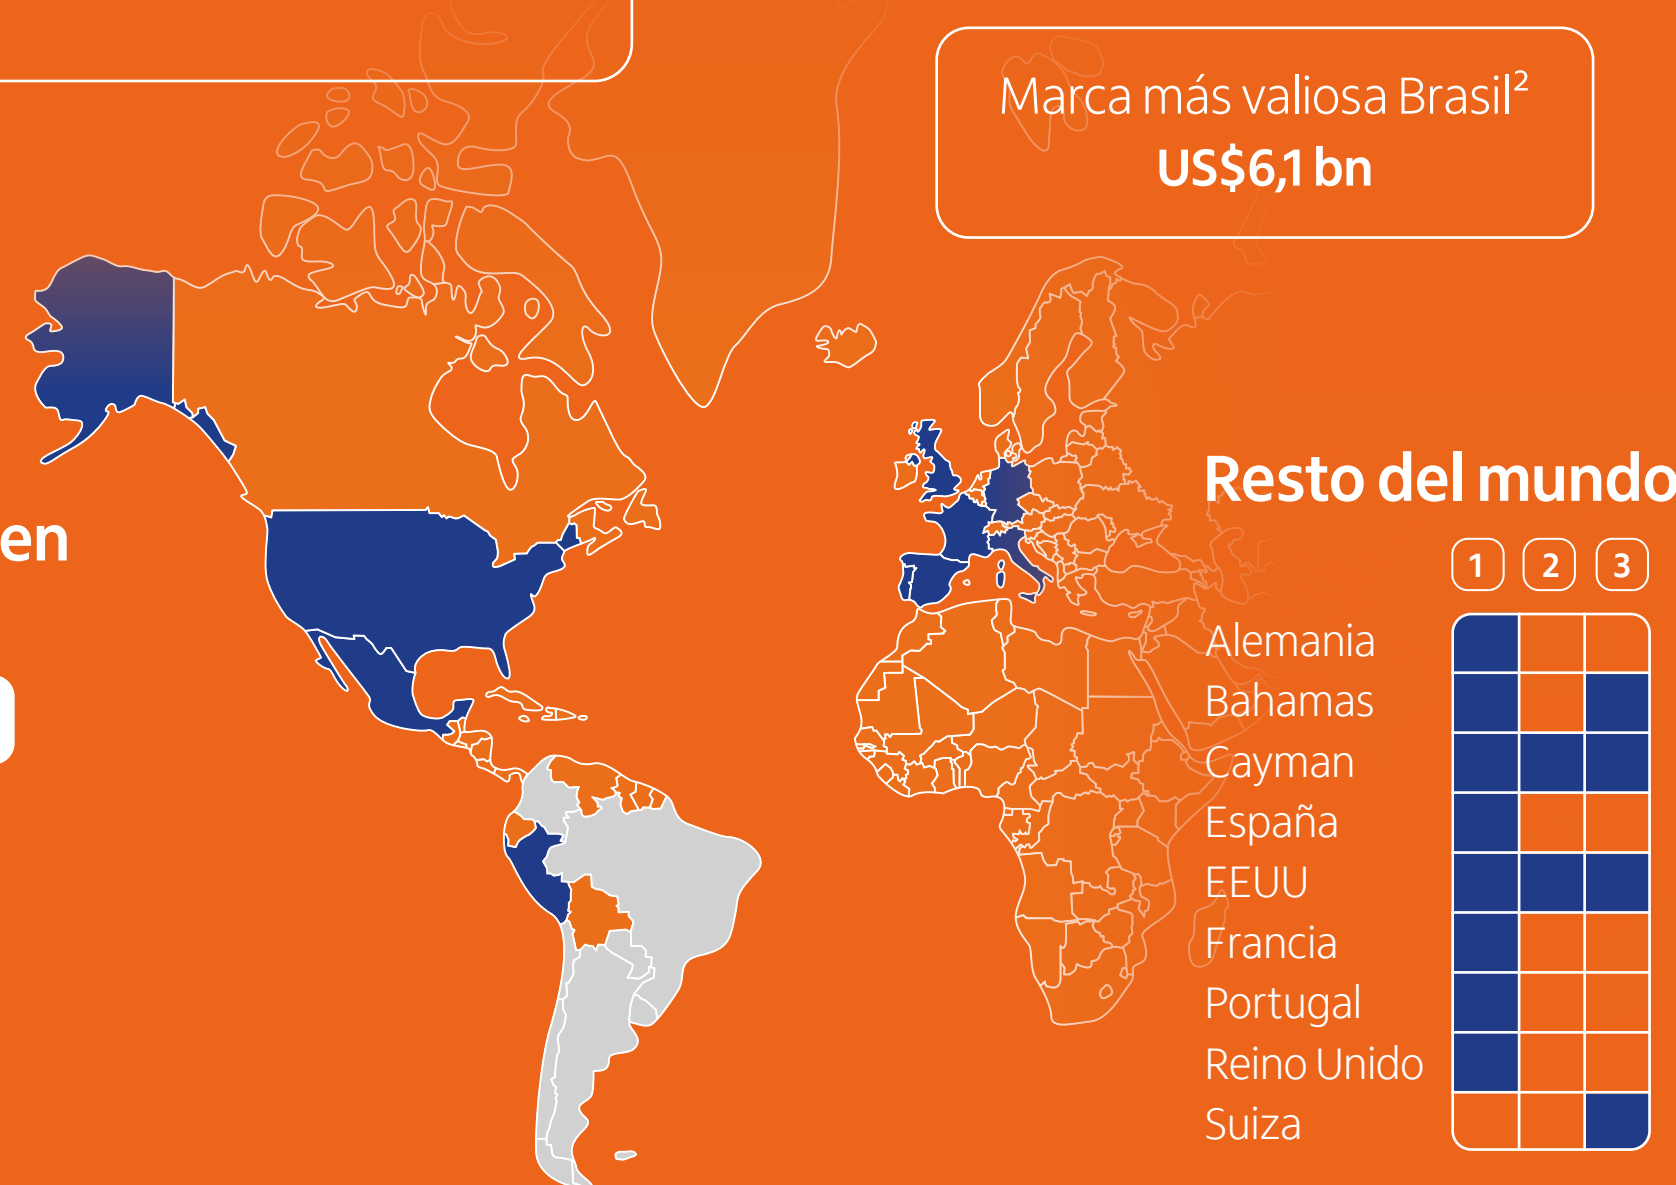 Marca más valiosa Brasil²
US$6,1 bn
en
Resto del mundo
1 2 3
Alemania
Bahamas
Cayman
España
EEUU
Francia
Portugal
Reino Unido
Suiza